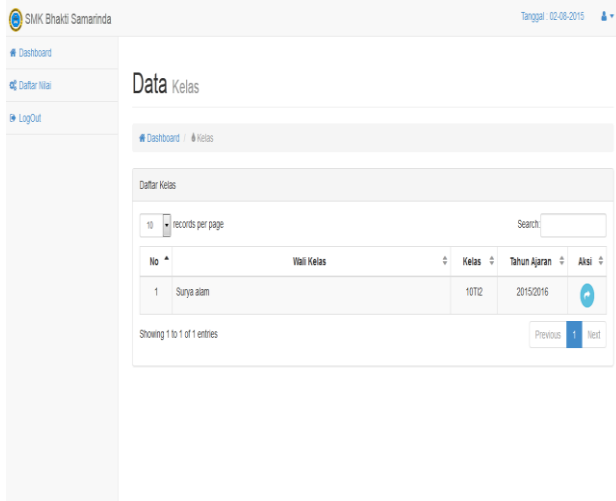 SMK Bhakti Samarinda
Tanggal : 02-08-2015
Dashboard
Daftar Nilai
LogOut
Data Kelas
Dashboard / Kelas
Daftar Kelas
10 records per page
Search:
No Wali Kelas Kelas Tahun Ajaran Aksi
1 Surya alam 10TI2 2015/2016
Showing 1 to 1 of 1 entries
Previous 1 Next